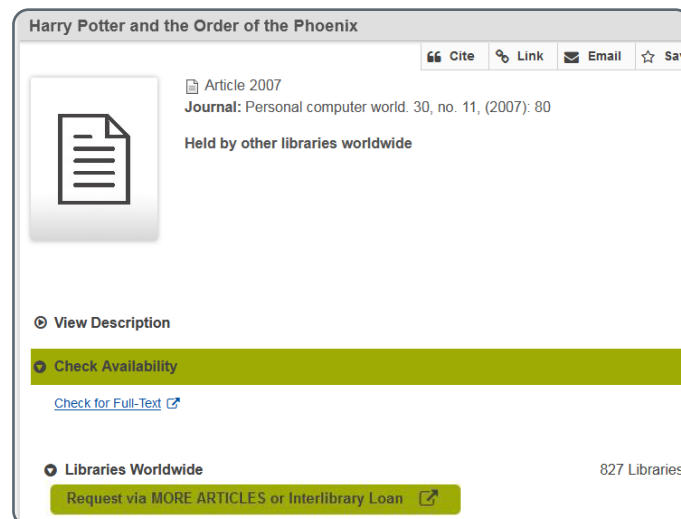 Harry Potter and the Order of the Phoenix
Cite Link Email
Article 2007
Journal: Personal computer world. 30, no. 11, (2007): 80
Held by other libraries worldwide
View Description
Check Availability
Check for Full-Text
Libraries Worldwide 827 Libraries
Request via MORE ARTICLES or Interlibrary Loan